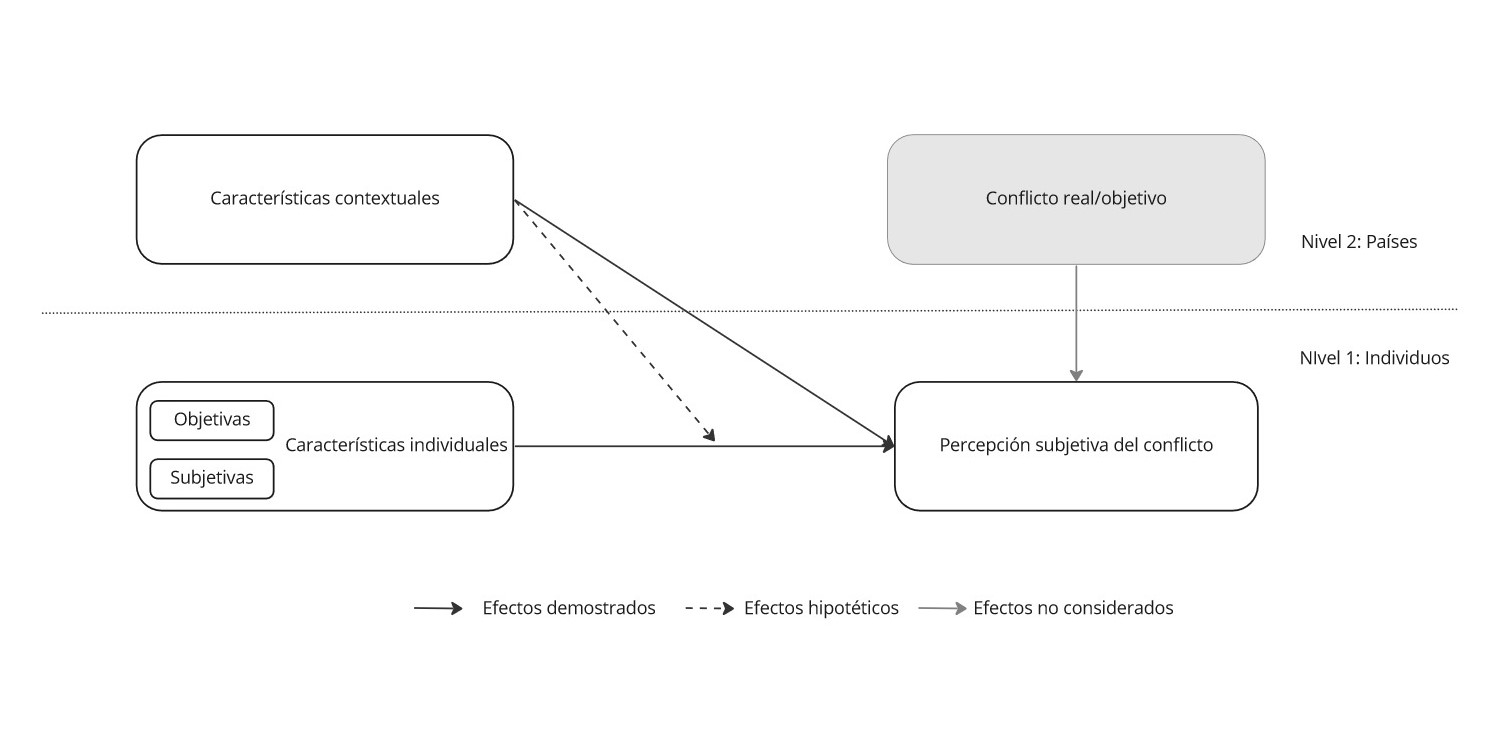 Características contextuales
Conflicto real/objetivo
Nivel 2: Países
NIvel 1: Individuos
Objetivas
Características individuales
Subjetivas
Percepción subjetiva del conflicto
Efectos demostrados
Efectos hipotéticos
Efectos no considerados